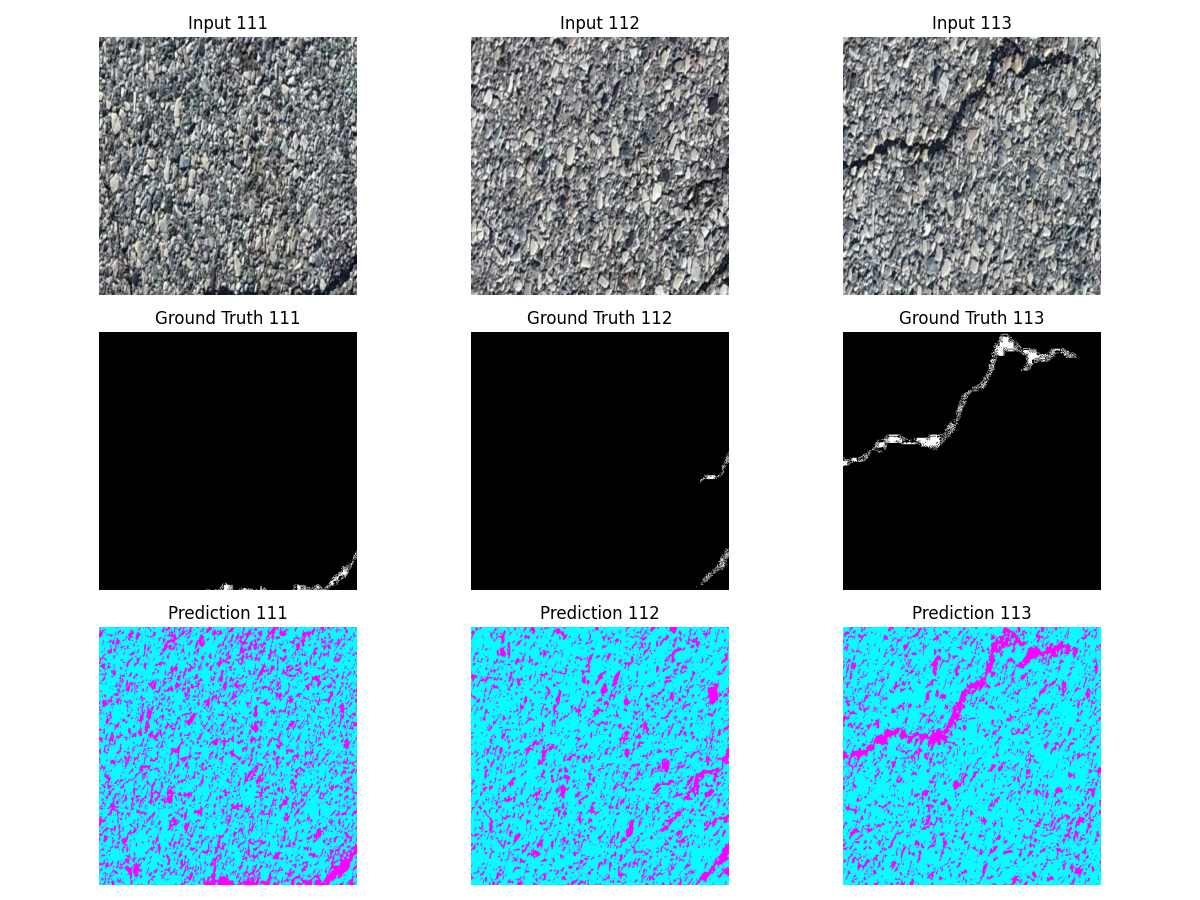 Input 111
Input 112
Input 113
Ground Truth 111
Ground Truth 112
Ground Truth 113
Prediction 111
Prediction 112
Prediction 113